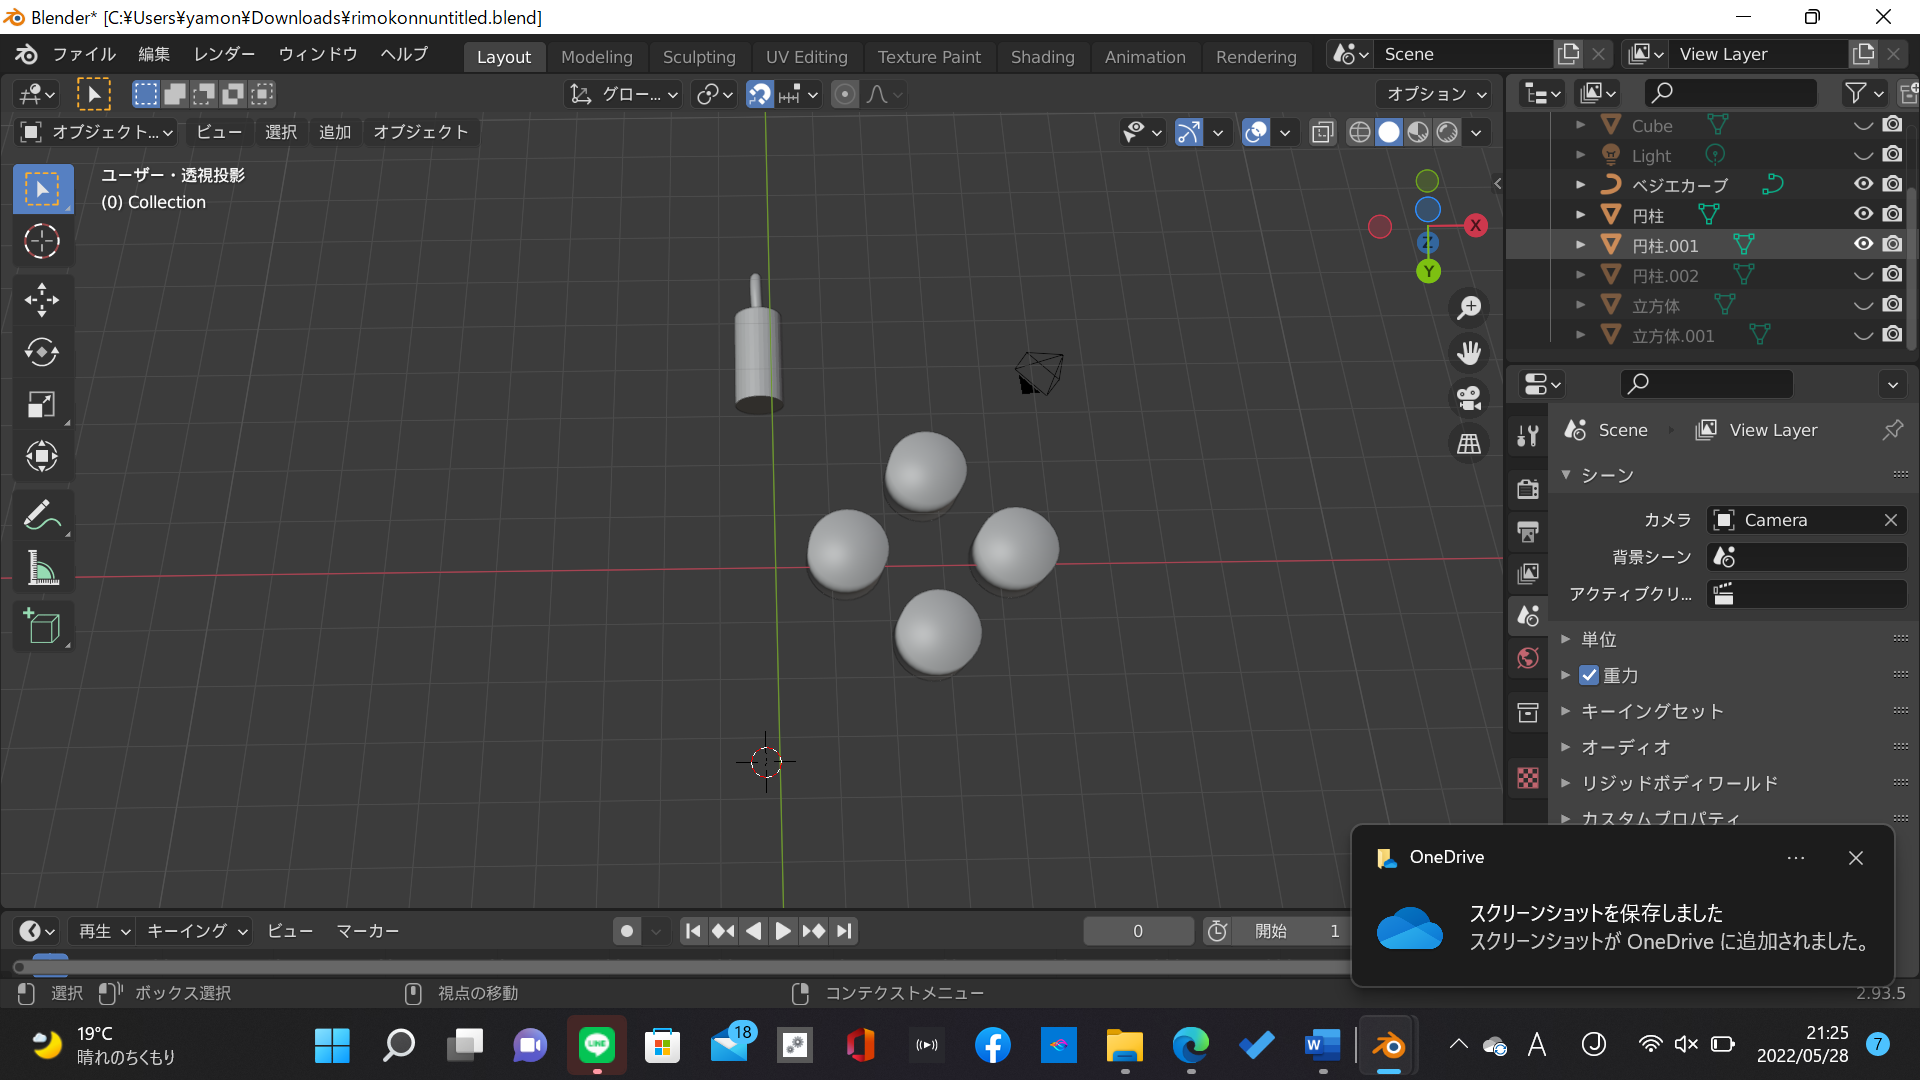 Blender* [C:¥Users¥yamon¥Downloads¥rimokonnuntitled.blend]
ファイル 編集 レンダー ウィンドウ ヘルプ Layout Modeling Sculpting UV Editing Texture Paint Shading Animation Rendering Scene View Layer
グロー... オプション
オブジェクト... ビュー 選択 追加 オブジェクト
ユーザー・透視投影
(0) Collection
X
Z
Y
Cube
Light
ベジエカーブ
円柱
円柱.001
円柱.002
立方体
立方体.001
Scene View Layer
シーン
カメラ Camera
背景シーン
アクティブクリ...
単位
重力
キーイングセット
オーディオ
リジッドボディワールド
カスタムプロパティ
OneDrive
スクリーンショットを保存しました
スクリーンショットが OneDrive に追加されました。
再生 キーイング ビュー マーカー 0 開始 1
選択 ボックス選択 視点の移動 コンテクストメニュー 2.93.5
19°C
晴れのちくもり
LINE
18
W
A
J
21:25
2022/05/28
7